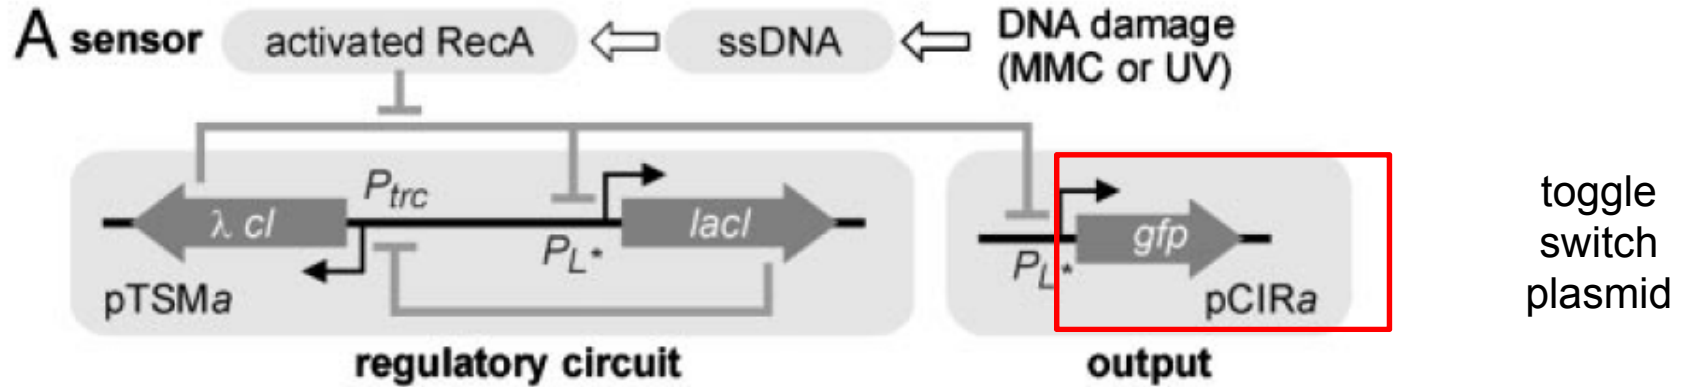 A sensor
activated RecA
ssDNA
DNA damage
(MMC or UV)
λ cI
Ptrc
PL*
lacI
pTSMa
regulatory circuit
PL*
gfp
pCIRa
output
toggle
switch
plasmid